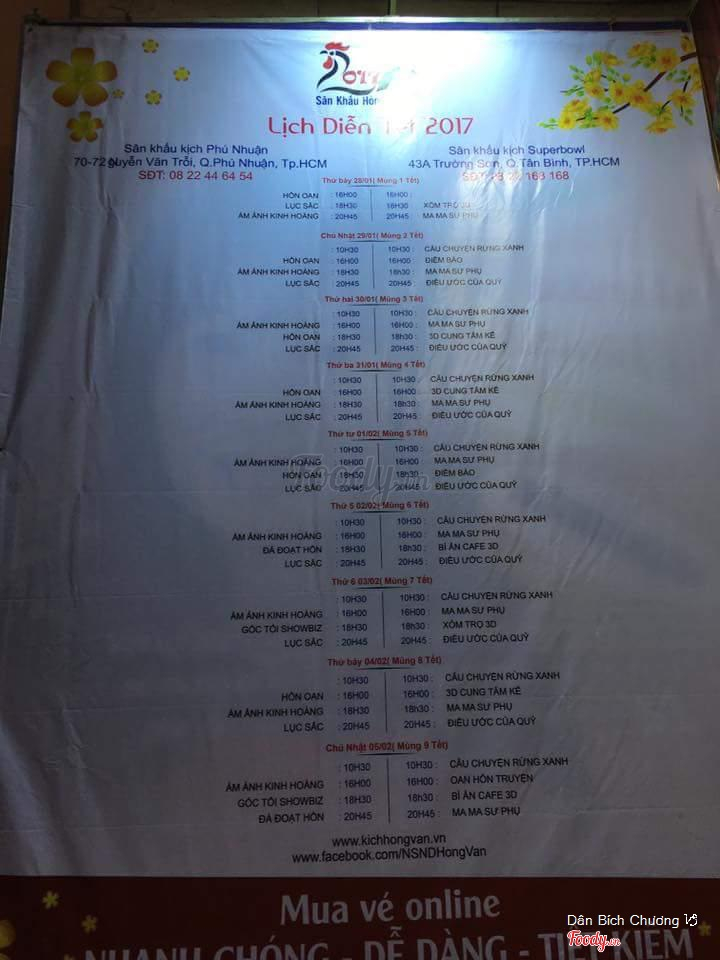 2017
Sân Khấu Hồn
Lịch Diễn Tết 2017
Sân khấu kịch Phú Nhuận Sân khấu kịch Superbowl
70-72 Nguyễn Văn Trỗi, Q.Phú Nhuận, Tp.HCM 43A Trường Sơn, Q.Tân Bình, TP.HCM
SĐT: 08 22 44 64 54 SĐT: 168 168
Thứ bảy 28/01 (Mùng 1 Tết)
HỒN OAN : 16H00 16H00 :
LỤC SẮC : 18H30 18H30 : XÓM TRỌ 3D
ÁM ẢNH KINH HOÀNG : 20H45 20H45 : MA MA SƯ PHỤ
Chủ Nhật 29/01( Mùng 2 Tết)
: 10H30 10H30 : CÂU CHUYỆN RỪNG XANH
HỒN OAN : 16H00 16H00 : ĐIỀM BÁO
ÁM ẢNH KINH HOÀNG : 18H30 18h30 : MA MA SƯ PHỤ
LỤC SẮC : 20H45 20H45 : ĐIỀU ƯỚC CỦA QUỶ
Thứ hai 30/01( Mùng 3 Tết)
: 10H30 10H30 : CÂU CHUYỆN RỪNG XANH
ÁM ẢNH KINH HOÀNG : 16H00 16H00 : MA MA SƯ PHỤ
HỒN OAN : 18H30 18h30 : 3D CUNG TÂM KẾ
LỤC SẮC : 20H45 20H45 : ĐIỀU ƯỚC CỦA QUỶ
Thứ ba 31/01( Mùng 4 Tết)
: 10H30 10H30 : CÂU CHUYỆN RỪNG XANH
HỒN OAN : 16H00 16H00 : 3D CUNG TÂM KẾ
ÁM ẢNH KINH HOÀNG : 18H30 18h30 : MA MA SƯ PHỤ
LỤC SẮC : 20H45 20H45 : ĐIỀU ƯỚC CỦA QUỶ
Thứ tư 01/02( Mùng 5 Tết)
: 10H30 10H30 : CÂU CHUYỆN RỪNG XANH
ÁM ẢNH KINH HOÀNG : 16H00 16H00 : MA MA SƯ PHỤ
HỒN OAN : 18H30 18h30 : ĐIỀM BÁO
LỤC SẮC : 20H45 20H45 : ĐIỀU ƯỚC CỦA QUỶ
Foody.vn
Thứ 5 02/02( Mùng 6 Tết)
: 10H30 10H30 : CÂU CHUYỆN RỪNG XANH
ÁM ẢNH KINH HOÀNG : 16H00 16H00 : MA MA SƯ PHỤ
ĐÃ ĐOẠT HỒN : 18H30 18h30 : BÍ ẨN CAFE 3D
LỤC SẮC : 20H45 20H45 : ĐIỀU ƯỚC CỦA QUỶ
Thứ 6 03/02( Mùng 7 Tết)
: 10H30 10H30 : CÂU CHUYỆN RỪNG XANH
ÁM ẢNH KINH HOÀNG : 16H00 16H00 : MA MA SƯ PHỤ
GÓC TỐI SHOWBIZ : 18H30 18h30 : XÓM TRỌ 3D
LỤC SẮC : 20H45 20H45 : ĐIỀU ƯỚC CỦA QUỶ
Thứ bảy 04/02( Mùng 8 Tết)
: 10H30 10H30 : CÂU CHUYỆN RỪNG XANH
HỒN OAN : 16H00 16H00 : 3D CUNG TÂM KẾ
ÁM ẢNH KINH HOÀNG : 18H30 18h30 : MA MA SƯ PHỤ
LỤC SẮC : 20H45 20H45 : ĐIỀU ƯỚC CỦA QUỶ
Chủ Nhật 05/02( Mùng 9 Tết)
: 10H30 10H30 : CÂU CHUYỆN RỪNG XANH
ÁM ẢNH KINH HOÀNG : 16H00 16H00 : OAN HỒN TRUYỆN
GÓC TỐI SHOWBIZ : 18H30 18h30 : BÍ ẨN CAFE 3D
ĐÃ ĐOẠT HỒN : 20H45 20H45 : MA MA SƯ PHỤ
www.kichhongvan.vn
www.facebook.com/NSNDHongVan
Mua vé online
NHANH CHÓNG - DỄ DÀNG - TIẾT KIỆM
Dân Bích Chương
Foody.vn